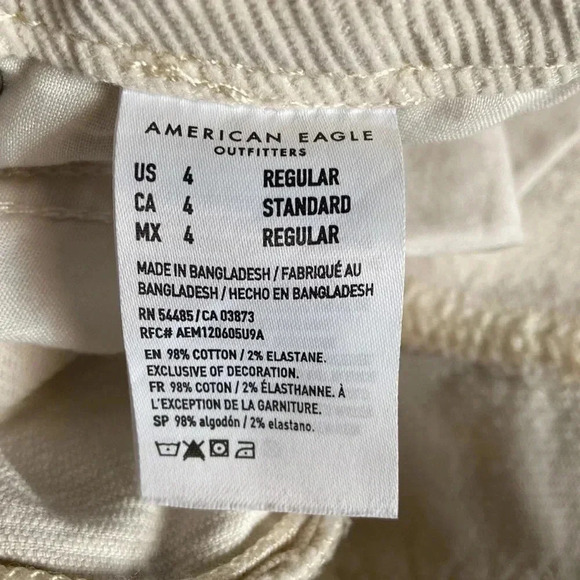 AMERICAN EAGLE
OUTFITTERS
US 4 REGULAR
CA 4 STANDARD
MX 4 REGULAR
MADE IN BANGLADESH / FABRIQUÉ AU
BANGLADESH / HECHO EN BANGLADESH
RN 54485 / CA 03873
RFC# AEM120605U9A
EN 98% COTTON / 2% ELASTANE.
EXCLUSIVE OF DECORATION.
FR 98% COTON / 2% ÉLASTHANNE. À
L'EXCEPTION DE LA GARNITURE.
SP 98% algodón / 2% elastano.